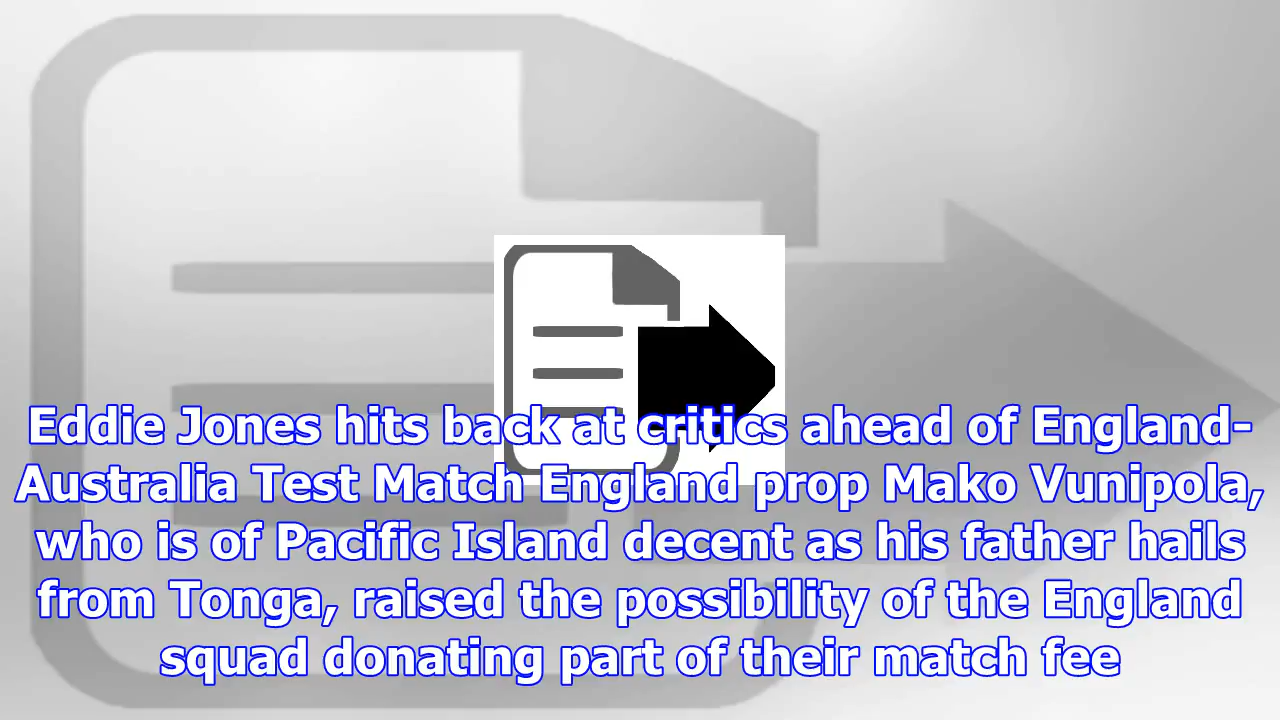 Eddie Jones hits back at critics ahead of England-
Australia Test Match England prop Mako Vunipola,
who is of Pacific Island decent as his father hails
from Tonga, raised the possibility of the England
squad donating part of their match fee